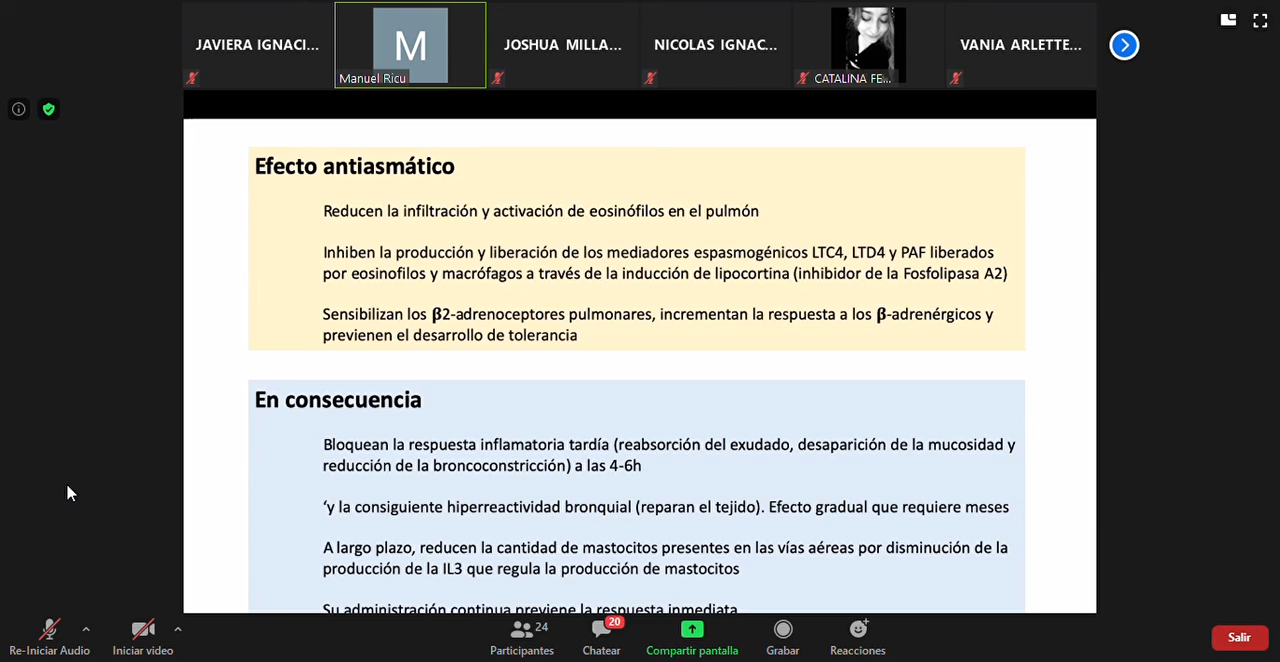 JAVIERA IGNACI...
M
Manuel Ricu
JOSHUA MILLA...
NICOLAS IGNAC...
CATALINA FE...
VANIA ARLETTE...
Efecto antiasmático
Reducen la infiltración y activación de eosinófilos en el pulmón
Inhiben la producción y liberación de los mediadores espasmogénicos LTC4, LTD4 y PAF liberados
por eosinofilos y macrófagos a través de la inducción de lipocortina (inhibidor de la Fosfolipasa A2)
Sensibilizan los β2-adrenoceptores pulmonares, incrementan la respuesta a los β-adrenérgicos y
previenen el desarrollo de tolerancia
En consecuencia
Bloquean la respuesta inflamatoria tardía (reabsorción del exudado, desaparición de la mucosidad y
reducción de la broncoconstricción) a las 4-6h
‘y la consiguiente hiperreactividad bronquial (reparan el tejido). Efecto gradual que requiere meses
A largo plazo, reducen la cantidad de mastocitos presentes en las vías aéreas por disminución de la
producción de la IL3 que regula la producción de mastocitos
Su administración continua previene la respuesta inmediata
Re-Iniciar Audio
Iniciar video
24
Participantes
20
Chatear
Compartir pantalla
Grabar
Reacciones
Salir